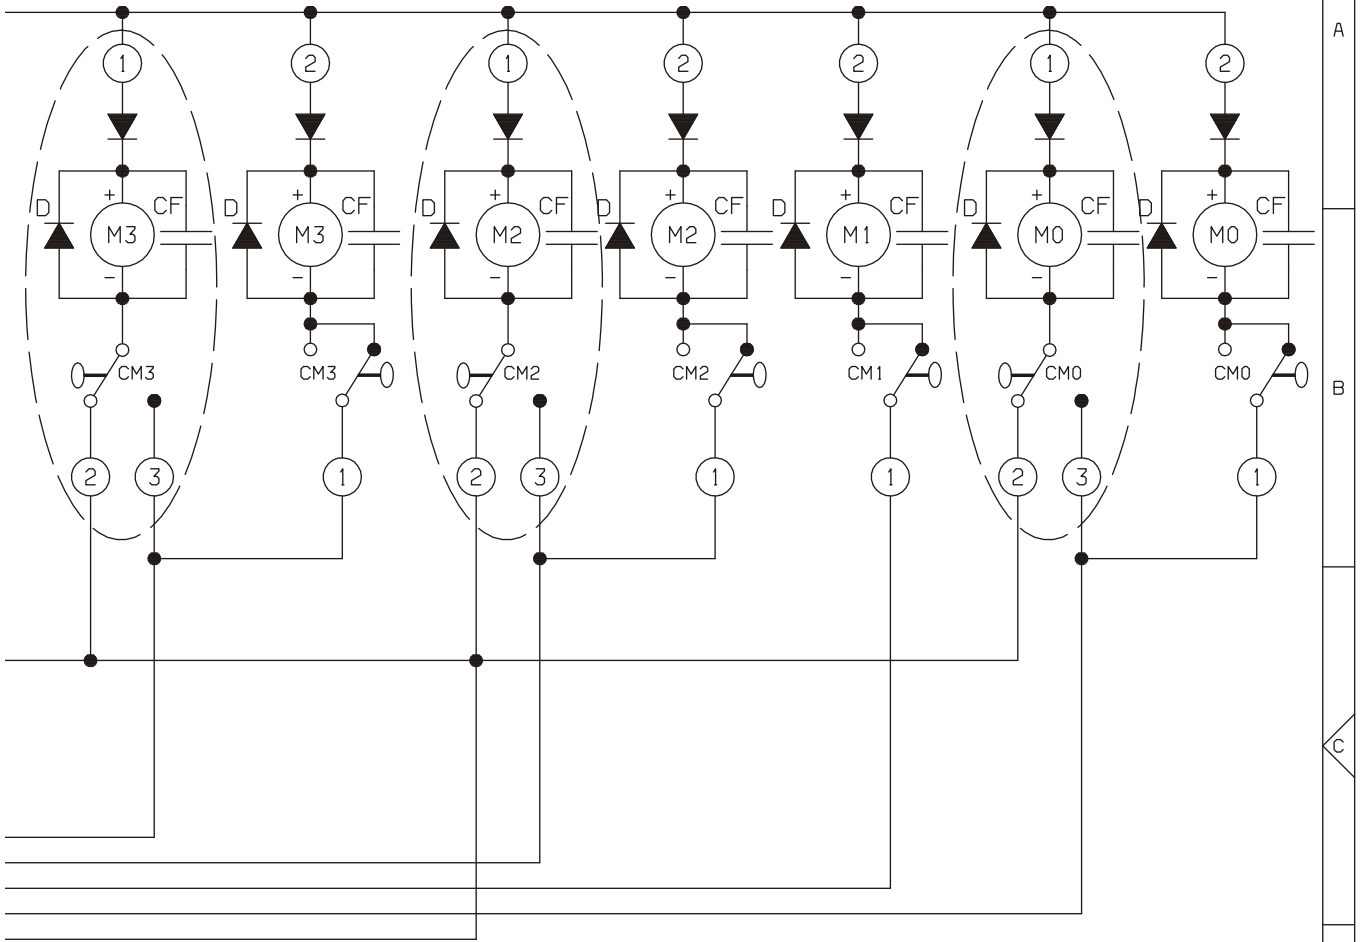 A
1 2 1 2 2 1 2
+ + + + + + +
D CF D CF D CF D CF D CF D CF D CF
M3 M3 M2 M2 M1 M0 M0
- - - - - - -
CM3 CM3 CM2 CM2 CM1 CM0 CM0
B
2 3 1 2 3 1 1 2 3 1
C